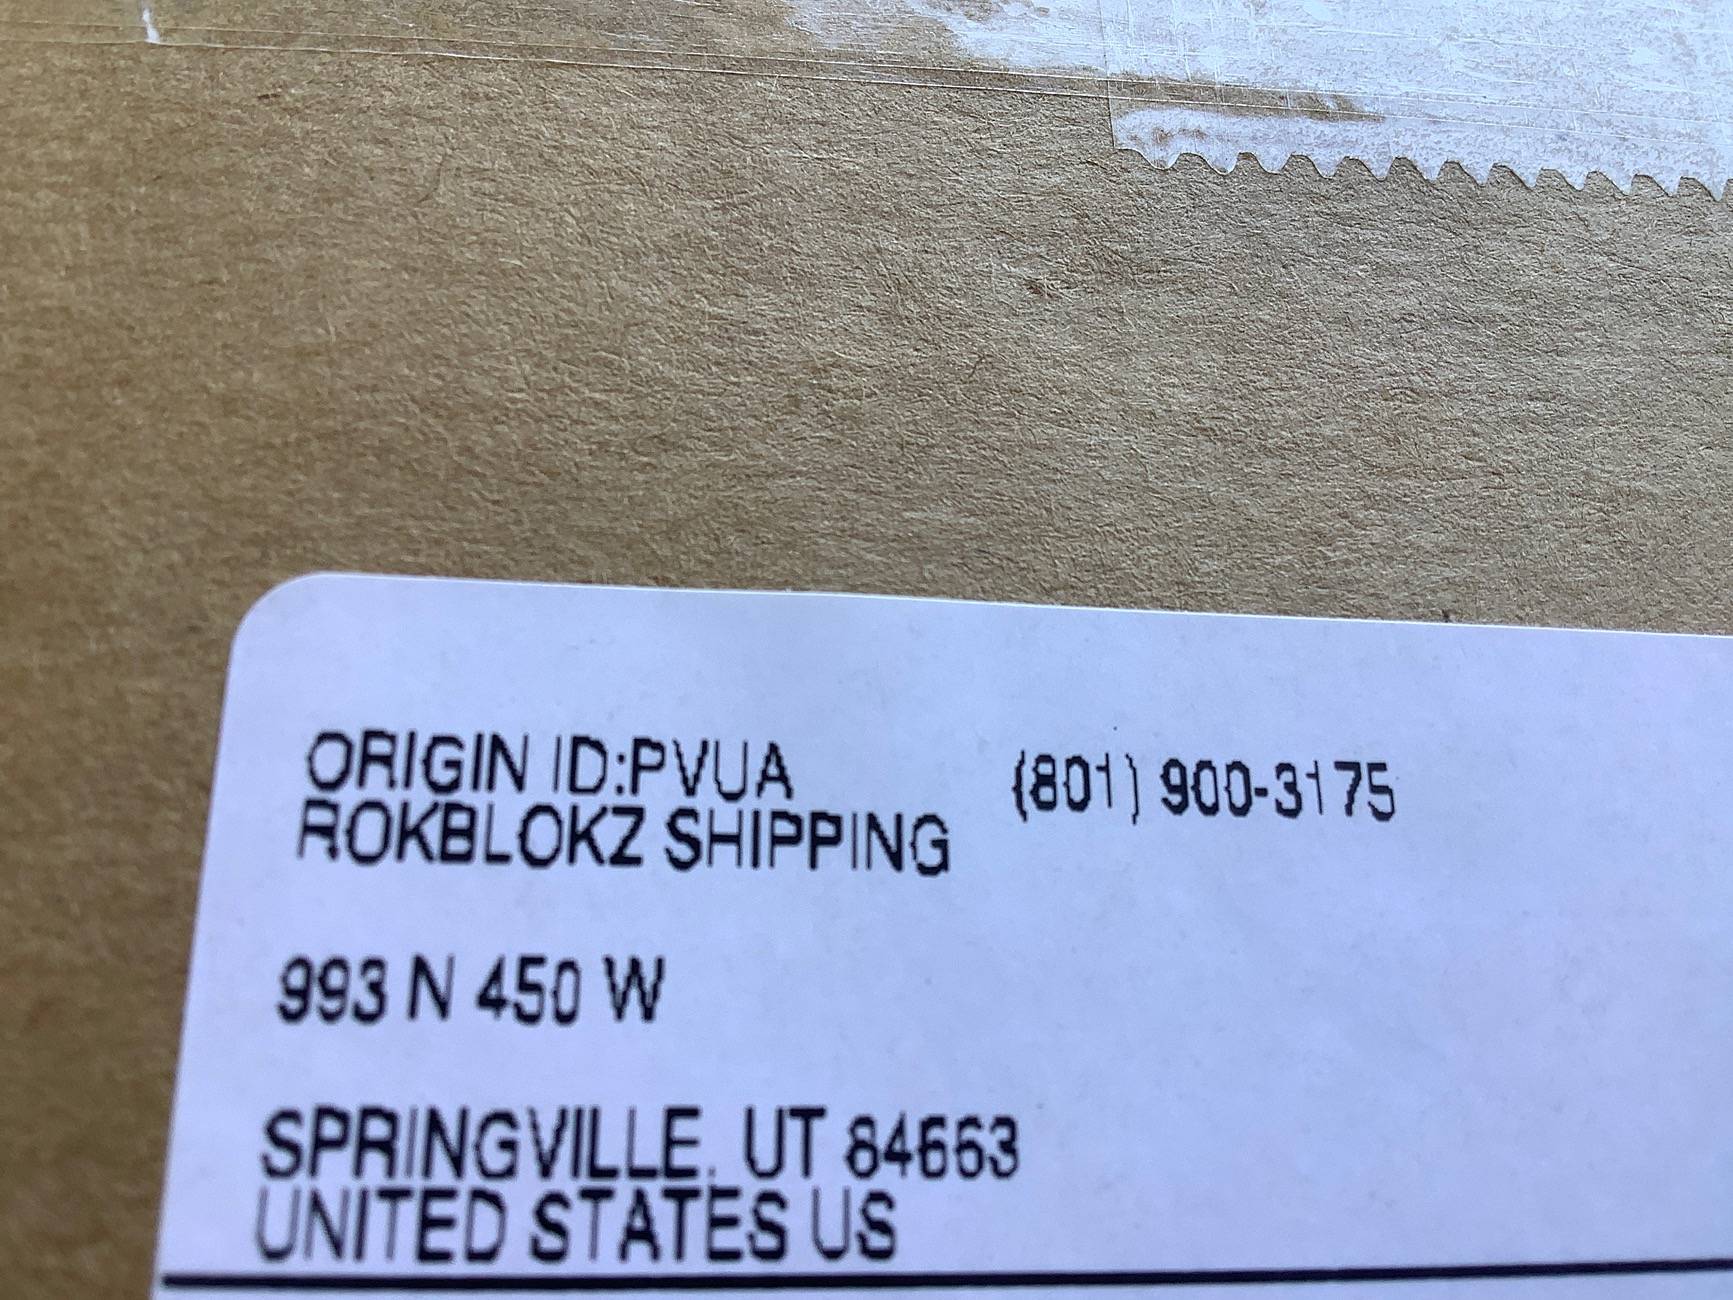 ORIGIN ID:PVUA (801) 900-3175
ROKBLOKZ SHIPPING
993 N 450 W
SPRINGVILLE, UT 84663
UNITED STATES US